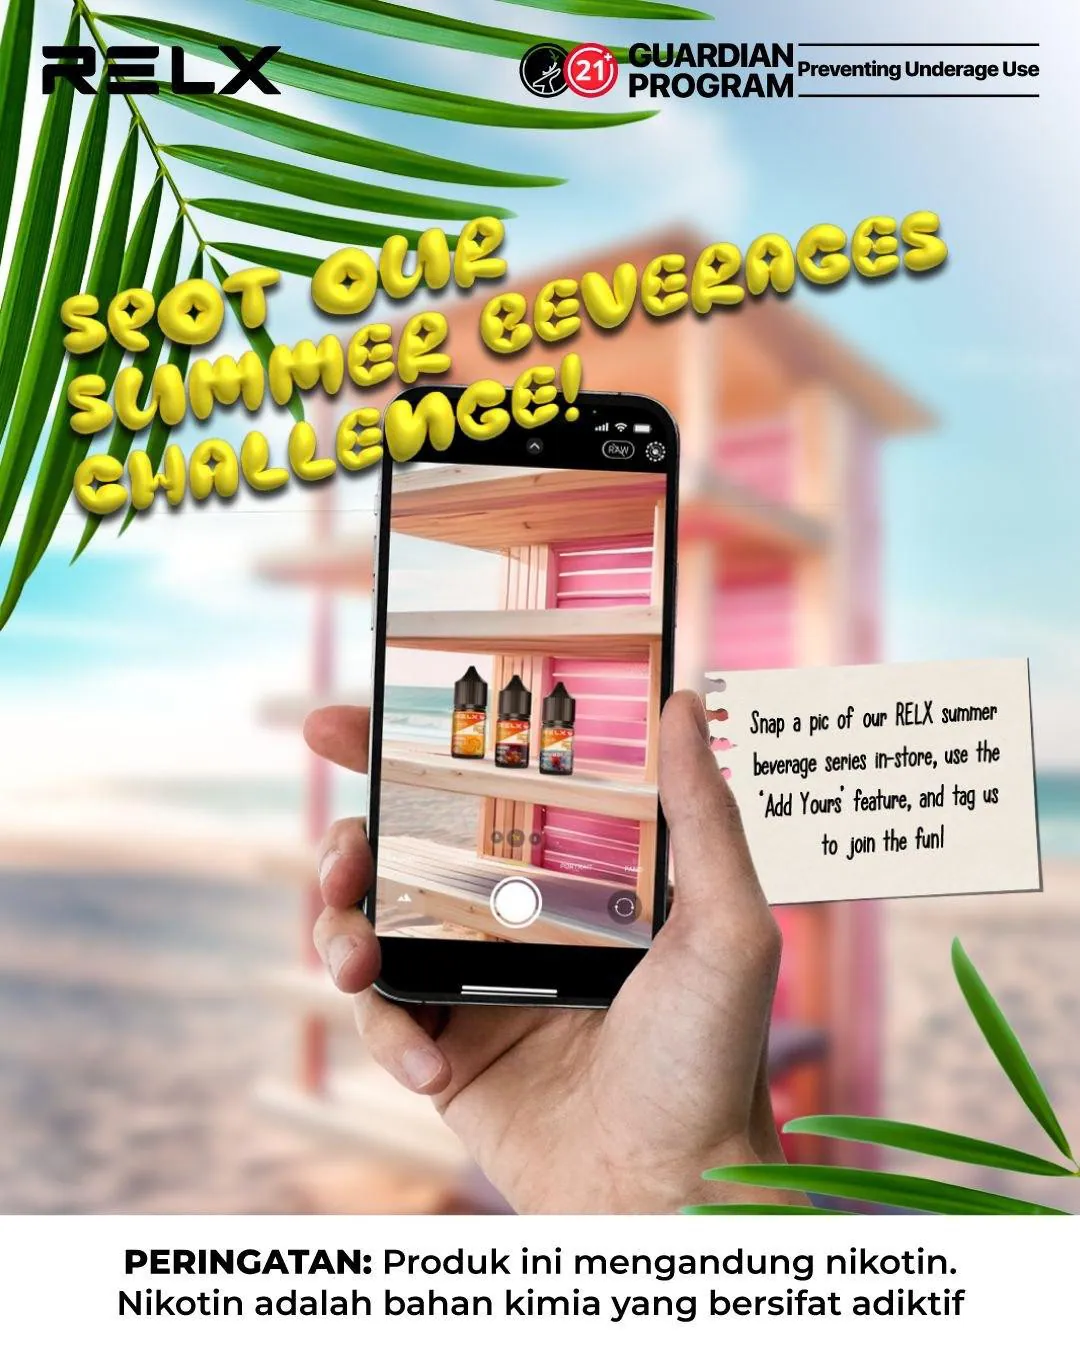 RELX
21+
GUARDIAN
PROGRAM
Preventing Underage Use
SPOT OUR
SUMMER BEVERAGES
CHALLENGE!
RAW
RELX
RELX
RELX
PORTRAIT
Snap a pic of our RELX summer
beverage series in-store, use the
'Add Yours' feature, and tag us
to join the fun!
PERINGATAN: Produk ini mengandung nikotin.
Nikotin adalah bahan kimia yang bersifat adiktif